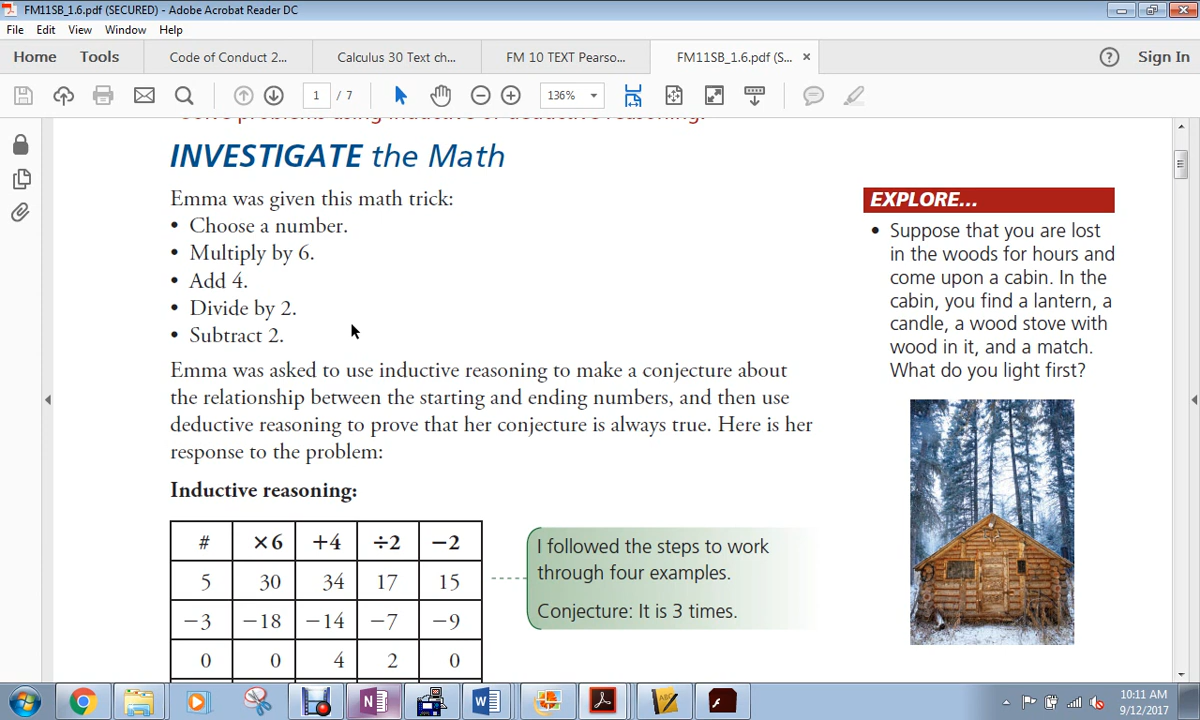 FM11SB_1.6.pdf (SECURED) - Adobe Acrobat Reader DC
File Edit View Window Help
Home Tools Code of Conduct 2... Calculus 30 Text ch... FM 10 TEXT Pearso... FM11SB_1.6.pdf (S... × Sign In
1 / 7 136%
solve problems using inductive or deductive reasoning.
INVESTIGATE the Math
Emma was given this math trick:
• Choose a number.
• Multiply by 6.
• Add 4.
• Divide by 2.
• Subtract 2.
Emma was asked to use inductive reasoning to make a conjecture about
the relationship between the starting and ending numbers, and then use
deductive reasoning to prove that her conjecture is always true. Here is her
response to the problem:
Inductive reasoning:
# ×6 +4 ÷2 −2
5 30 34 17 15
−3 −18 −14 −7 −9
0 0 4 2 0
I followed the steps to work
through four examples.
Conjecture: It is 3 times.
EXPLORE...
• Suppose that you are lost
in the woods for hours and
come upon a cabin. In the
cabin, you find a lantern, a
candle, a wood stove with
wood in it, and a match.
What do you light first?
10:11 AM
9/12/2017